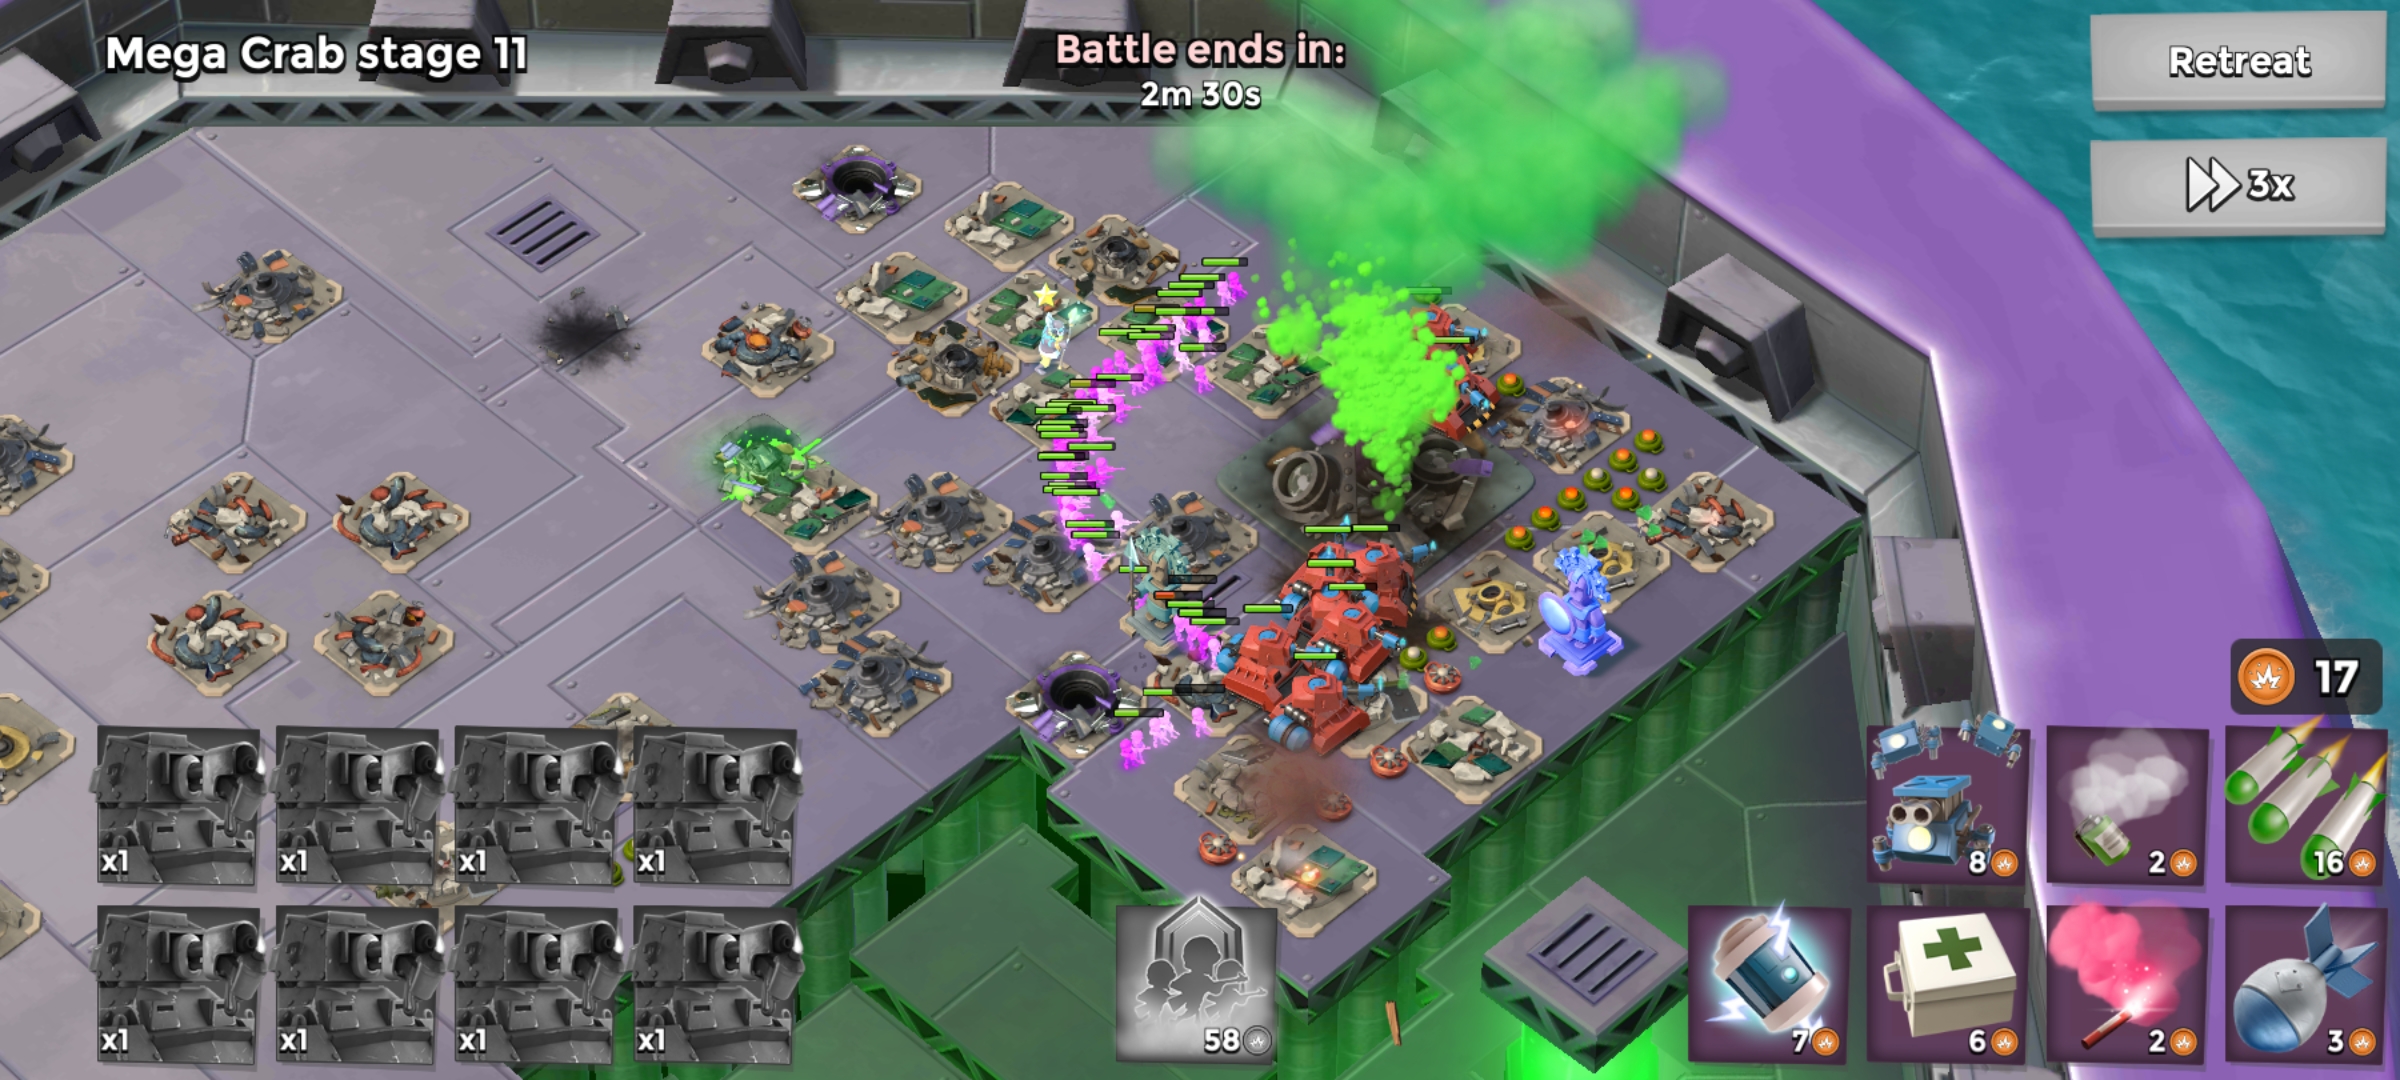 Mega Crab stage 11
Battle ends in:
2m 30s
Retreat
3x
17
8
2
16
x1
x1
x1
x1
x1
x1
x1
x1
58
7
6
2
3